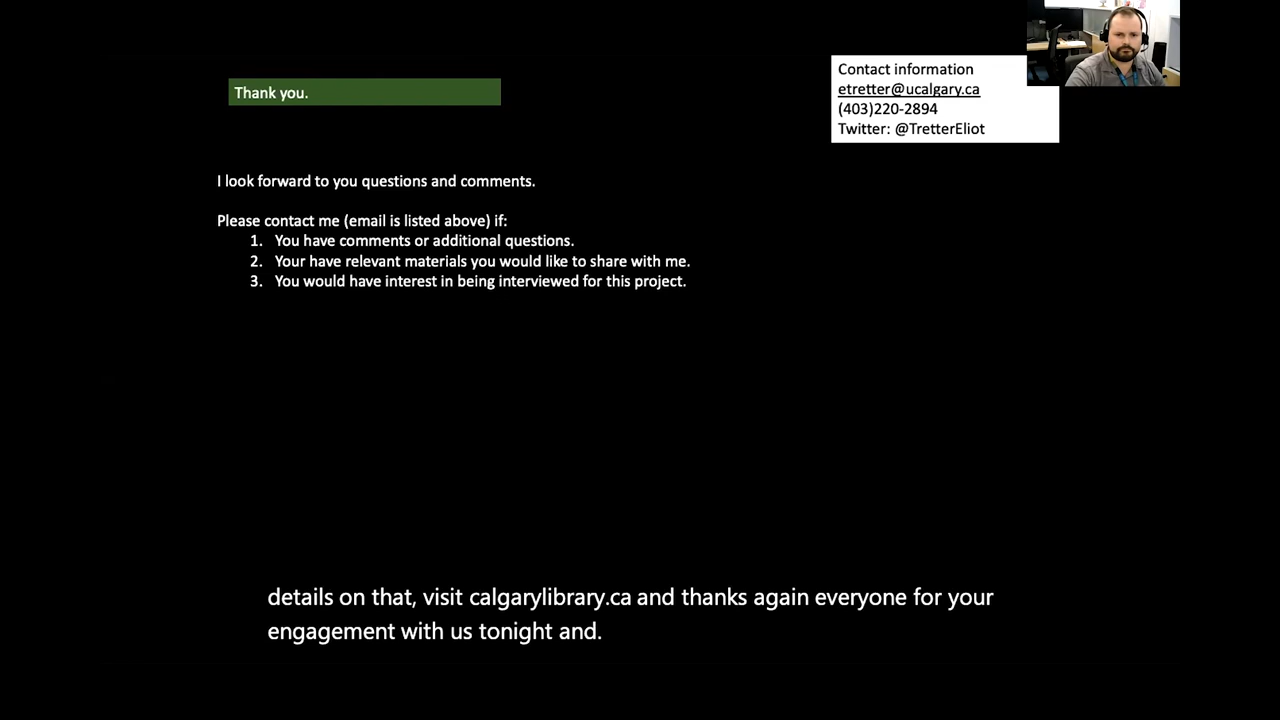 Thank you.
Contact information
etretter@ucalgary.ca
(403)220-2894
Twitter: @TretterEliot
I look forward to you questions and comments.
Please contact me (email is listed above) if:
1. You have comments or additional questions.
2. Your have relevant materials you would like to share with me.
3. You would have interest in being interviewed for this project.
details on that, visit calgarylibrary.ca and thanks again everyone for your
engagement with us tonight and.